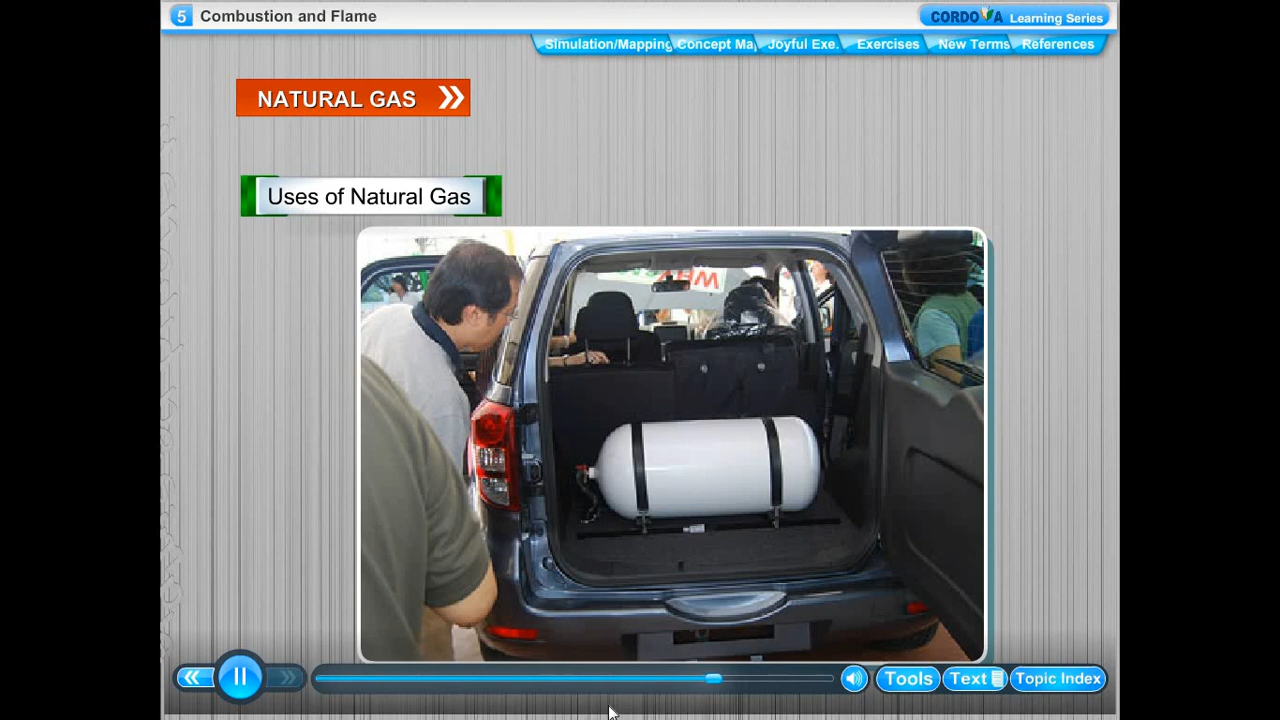 5 Combustion and Flame
CORDOVA Learning Series
Simulation/Mapping Concept Ma Joyful Exe. Exercises New Terms References
NATURAL GAS
Uses of Natural Gas
Tools Text Topic Index